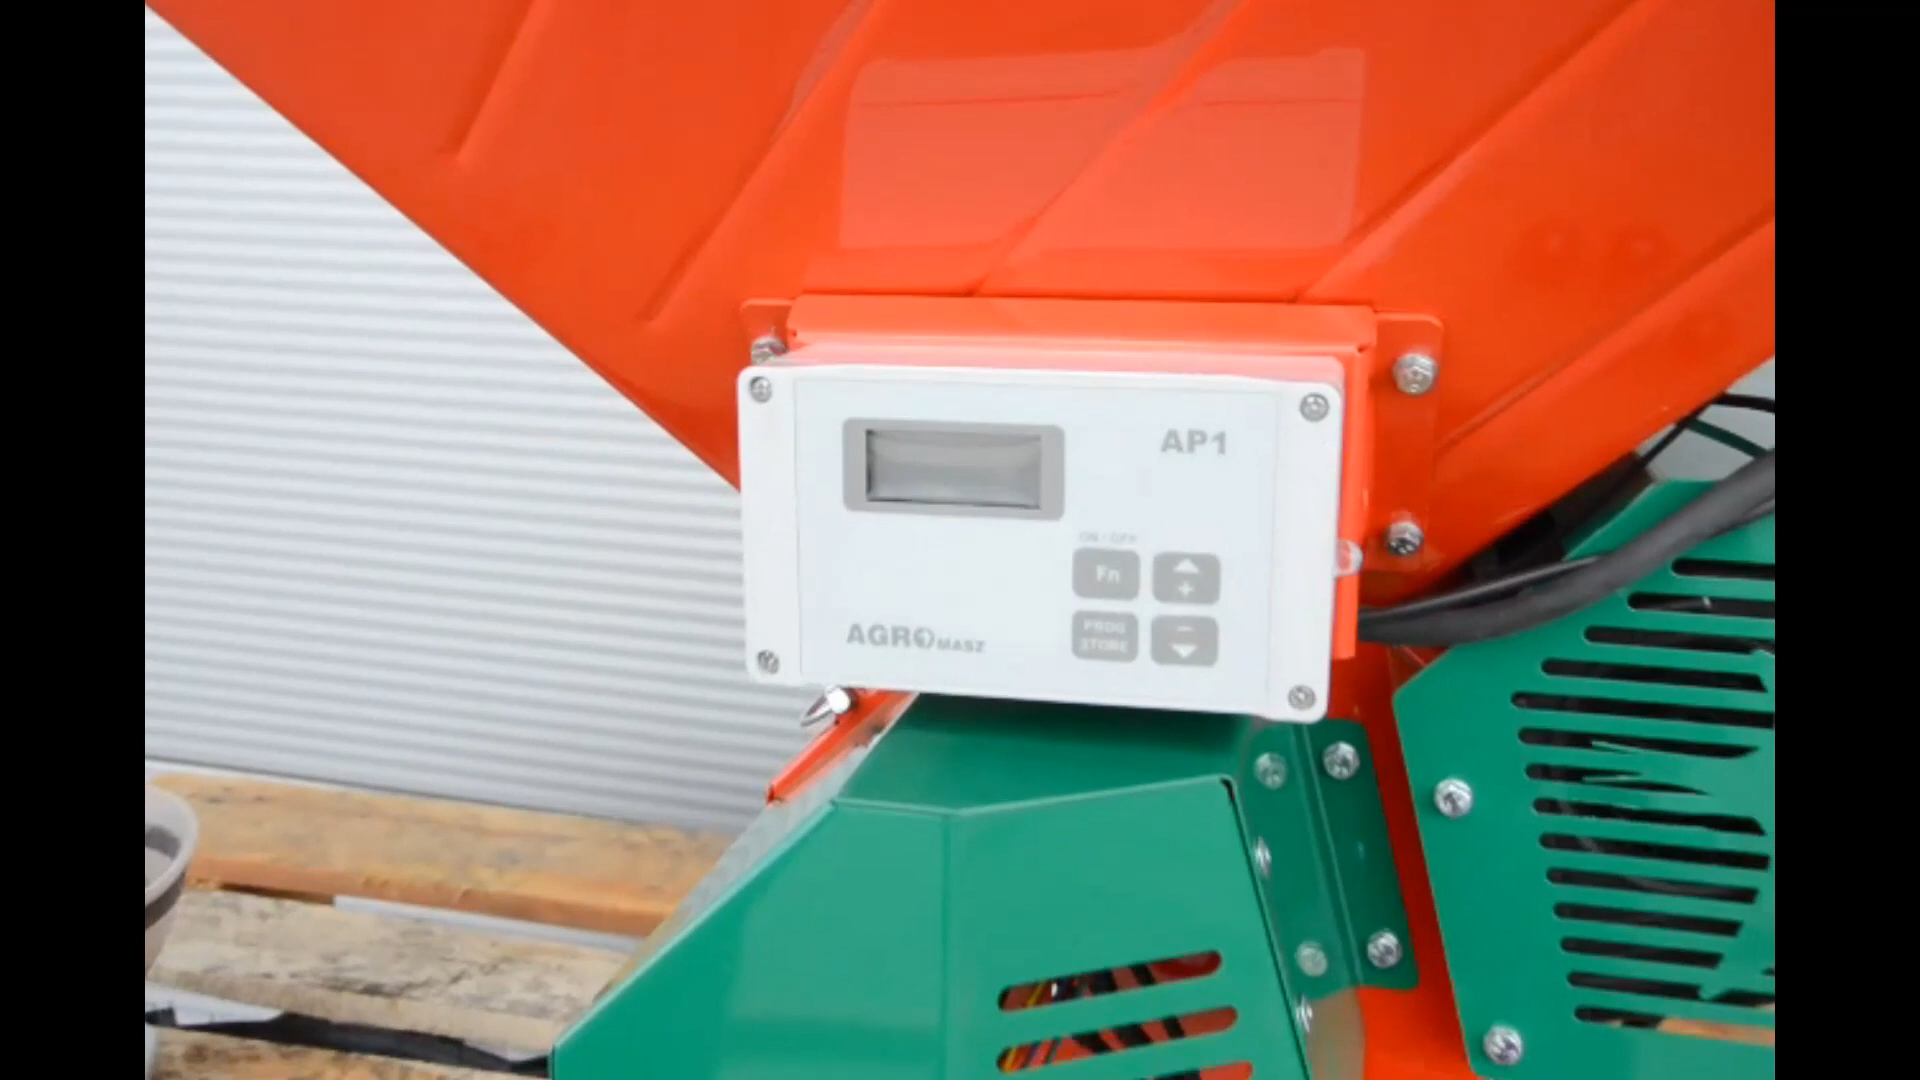 AP1
ON / OFF
Fn
+
PROG
STORE
−
AGROMASZ